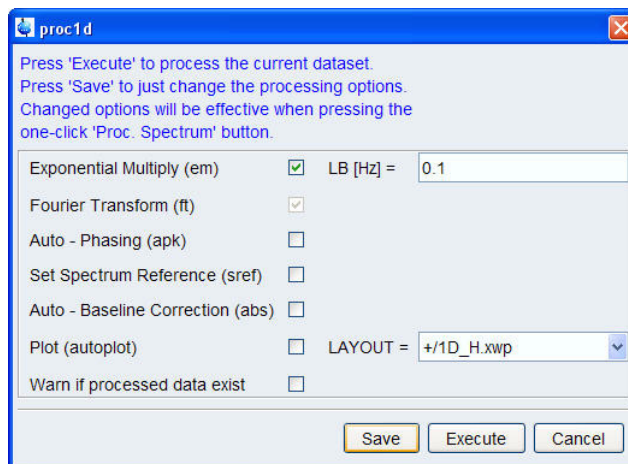 proc1d
Press 'Execute' to process the current dataset.
Press 'Save' to just change the processing options.
Changed options will be effective when pressing the
one-click 'Proc. Spectrum' button.
Exponential Multiply (em) LB [Hz] = 0.1
Fourier Transform (ft)
Auto - Phasing (apk)
Set Spectrum Reference (sref)
Auto - Baseline Correction (abs)
Plot (autoplot) LAYOUT = +/1D_H.xwp
Warn if processed data exist
Save Execute Cancel